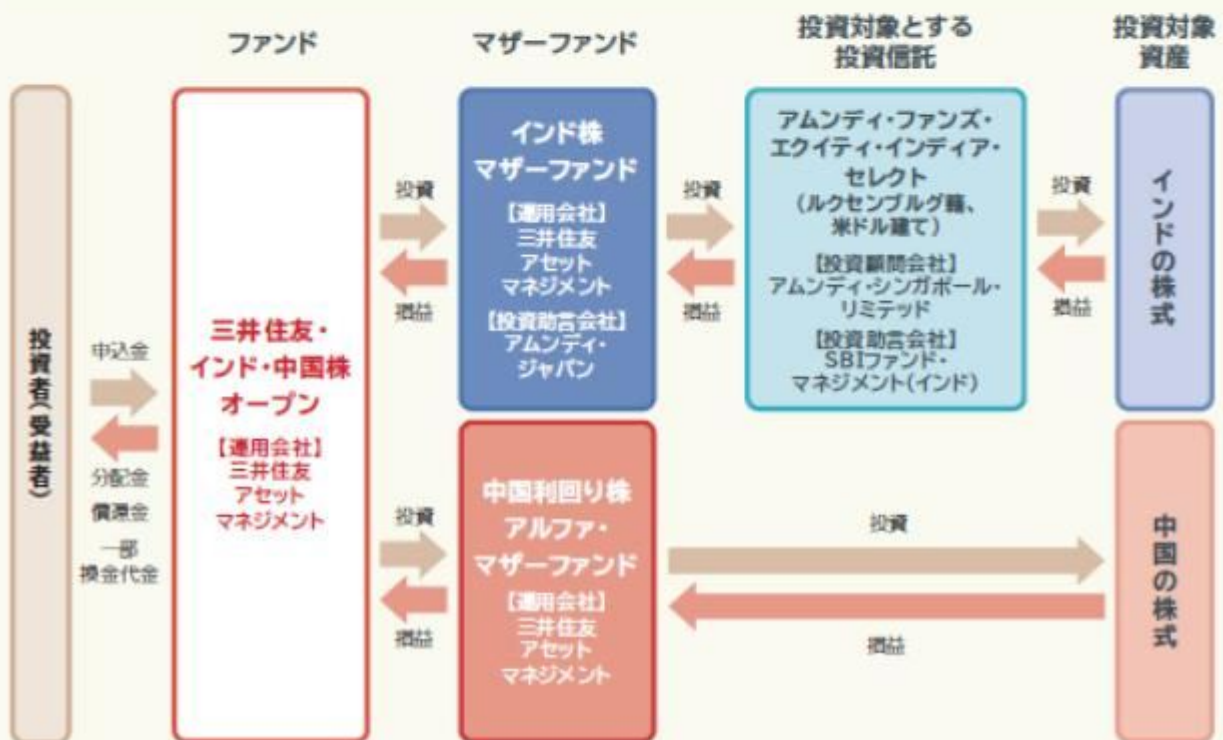 ファンド
マザーファンド
投資対象とする
投資信託
投資対象
資産
投資者(受益者)
申込金
分配金
償還金
一部
換金代金
三井住友・
インド・中国株
オープン
【運用会社】
三井住友
アセット
マネジメント
投資
損益
インド株
マザーファンド
【運用会社】
三井住友
アセット
マネジメント
【投資助言会社】
アムンディ・
ジャパン
投資
損益
アムンディ・ファンズ・
エクイティ・インディア・
セレクト
(ルクセンブルグ籍、
米ドル建て)
【投資顧問会社】
アムンディ・シンガポール・
リミテッド
【投資助言会社】
SBIファンド・
マネジメント(インド)
投資
損益
インドの株式
投資
損益
中国利回り株
アルファ・
マザーファンド
【運用会社】
三井住友
アセット
マネジメント
投資
損益
中国の株式